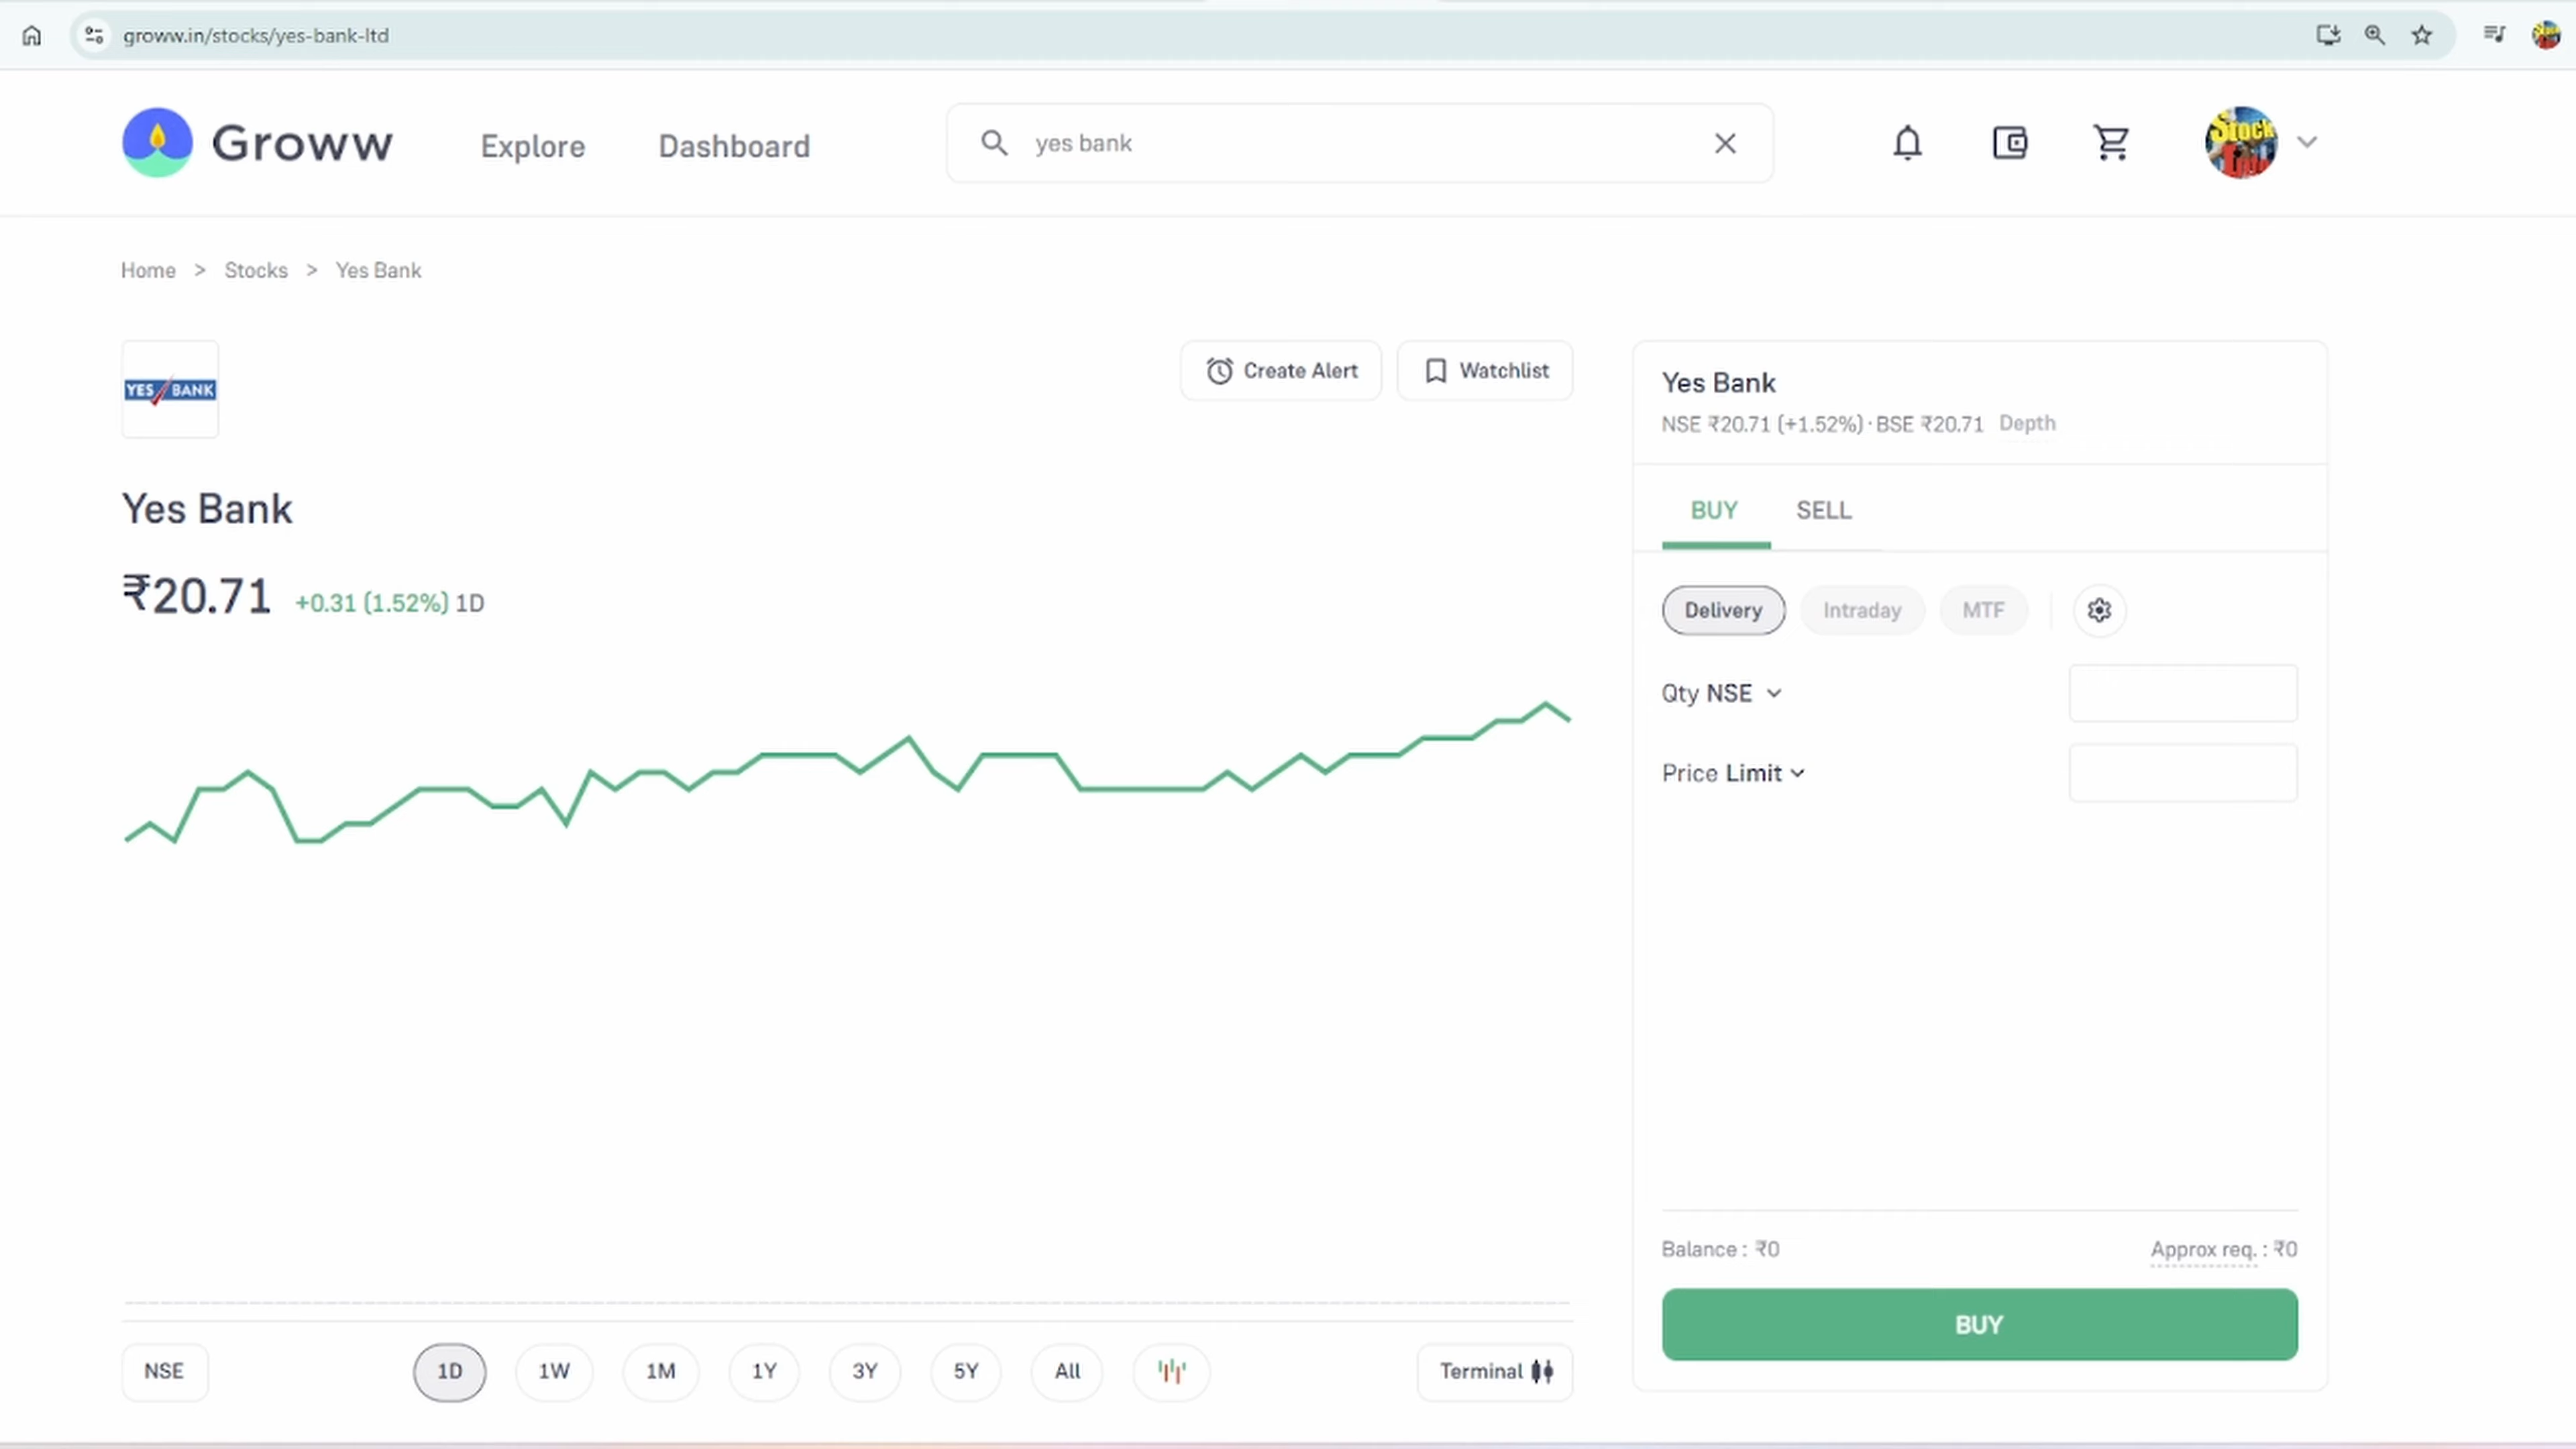 groww.in/stocks/yes-bank-ltd
Groww
Explore
Dashboard
yes bank
Stock
Home > Stocks > Yes Bank
YES BANK
Create Alert
Watchlist
Yes Bank
₹20.71 +0.31 (1.52%) 1D
Yes Bank
NSE ₹20.71 (+1.52%) · BSE ₹20.71 Depth
BUY
SELL
Delivery
Intraday
MTF
Qty NSE
Price Limit
Balance : ₹0
Approx req. : ₹0
BUY
NSE
1D
1W
1M
1Y
3Y
5Y
All
Terminal